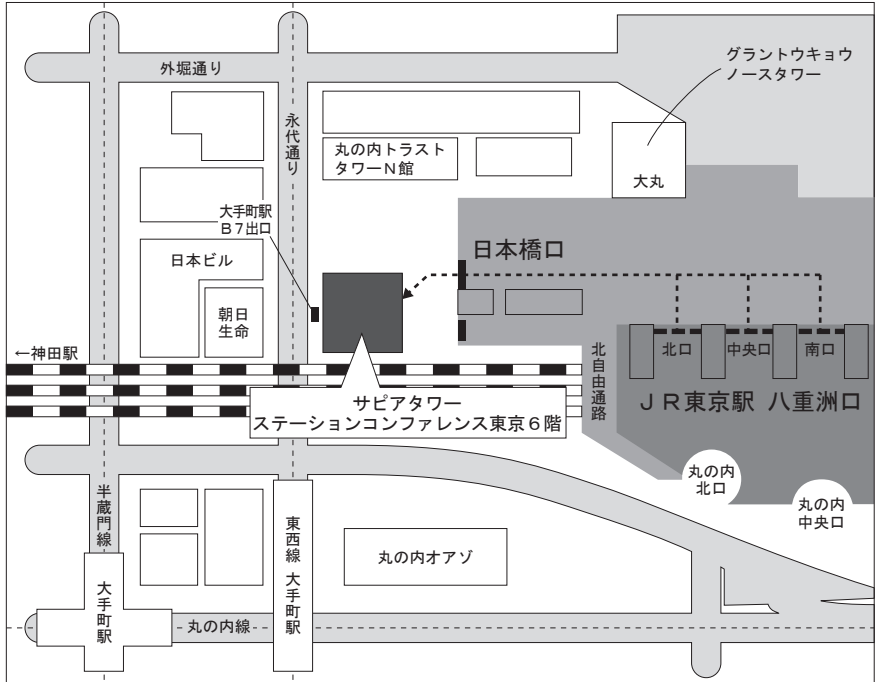 外堀通り
グラントウキョウ
ノースタワー
永代通り
丸の内トラスト
タワーＮ館
大丸
大手町駅
Ｂ７出口
日本橋口
日本ビル
朝日
生命
←神田駅
北口
中央口
南口
北自由通路
サピアタワー
ステーションコンファレンス東京６階
ＪＲ東京駅 八重洲口
丸の内
北口
丸の内
中央口
半蔵門線
東西線 大手町駅
丸の内オアゾ
大手町駅
丸の内線